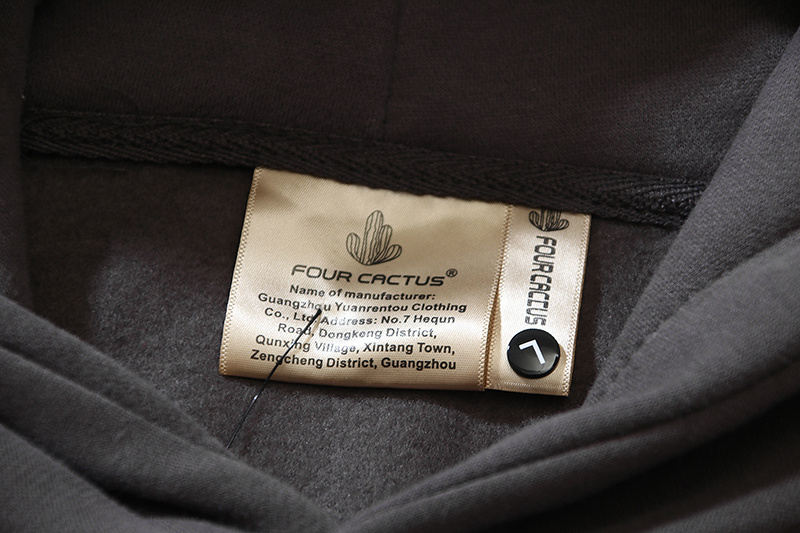 FOUR CACTUS®
Name of manufacturer:
Guangzhou Yuanrentou Clothing
Co., Ltd Address: No.7 Hequn
Road, Dongkeng District,
Qunxing Village, Xintang Town,
Zengcheng District, Guangzhou
FOURCACTUS
L